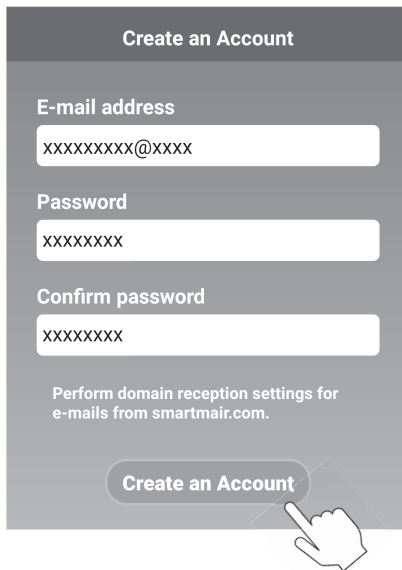 Create an Account
E-mail address
xxxxxxxxx@xxxx
Password
xxxxxxxx
Confirm password
xxxxxxxx
Perform domain reception settings for
e-mails from smartmair.com.
Create an Account